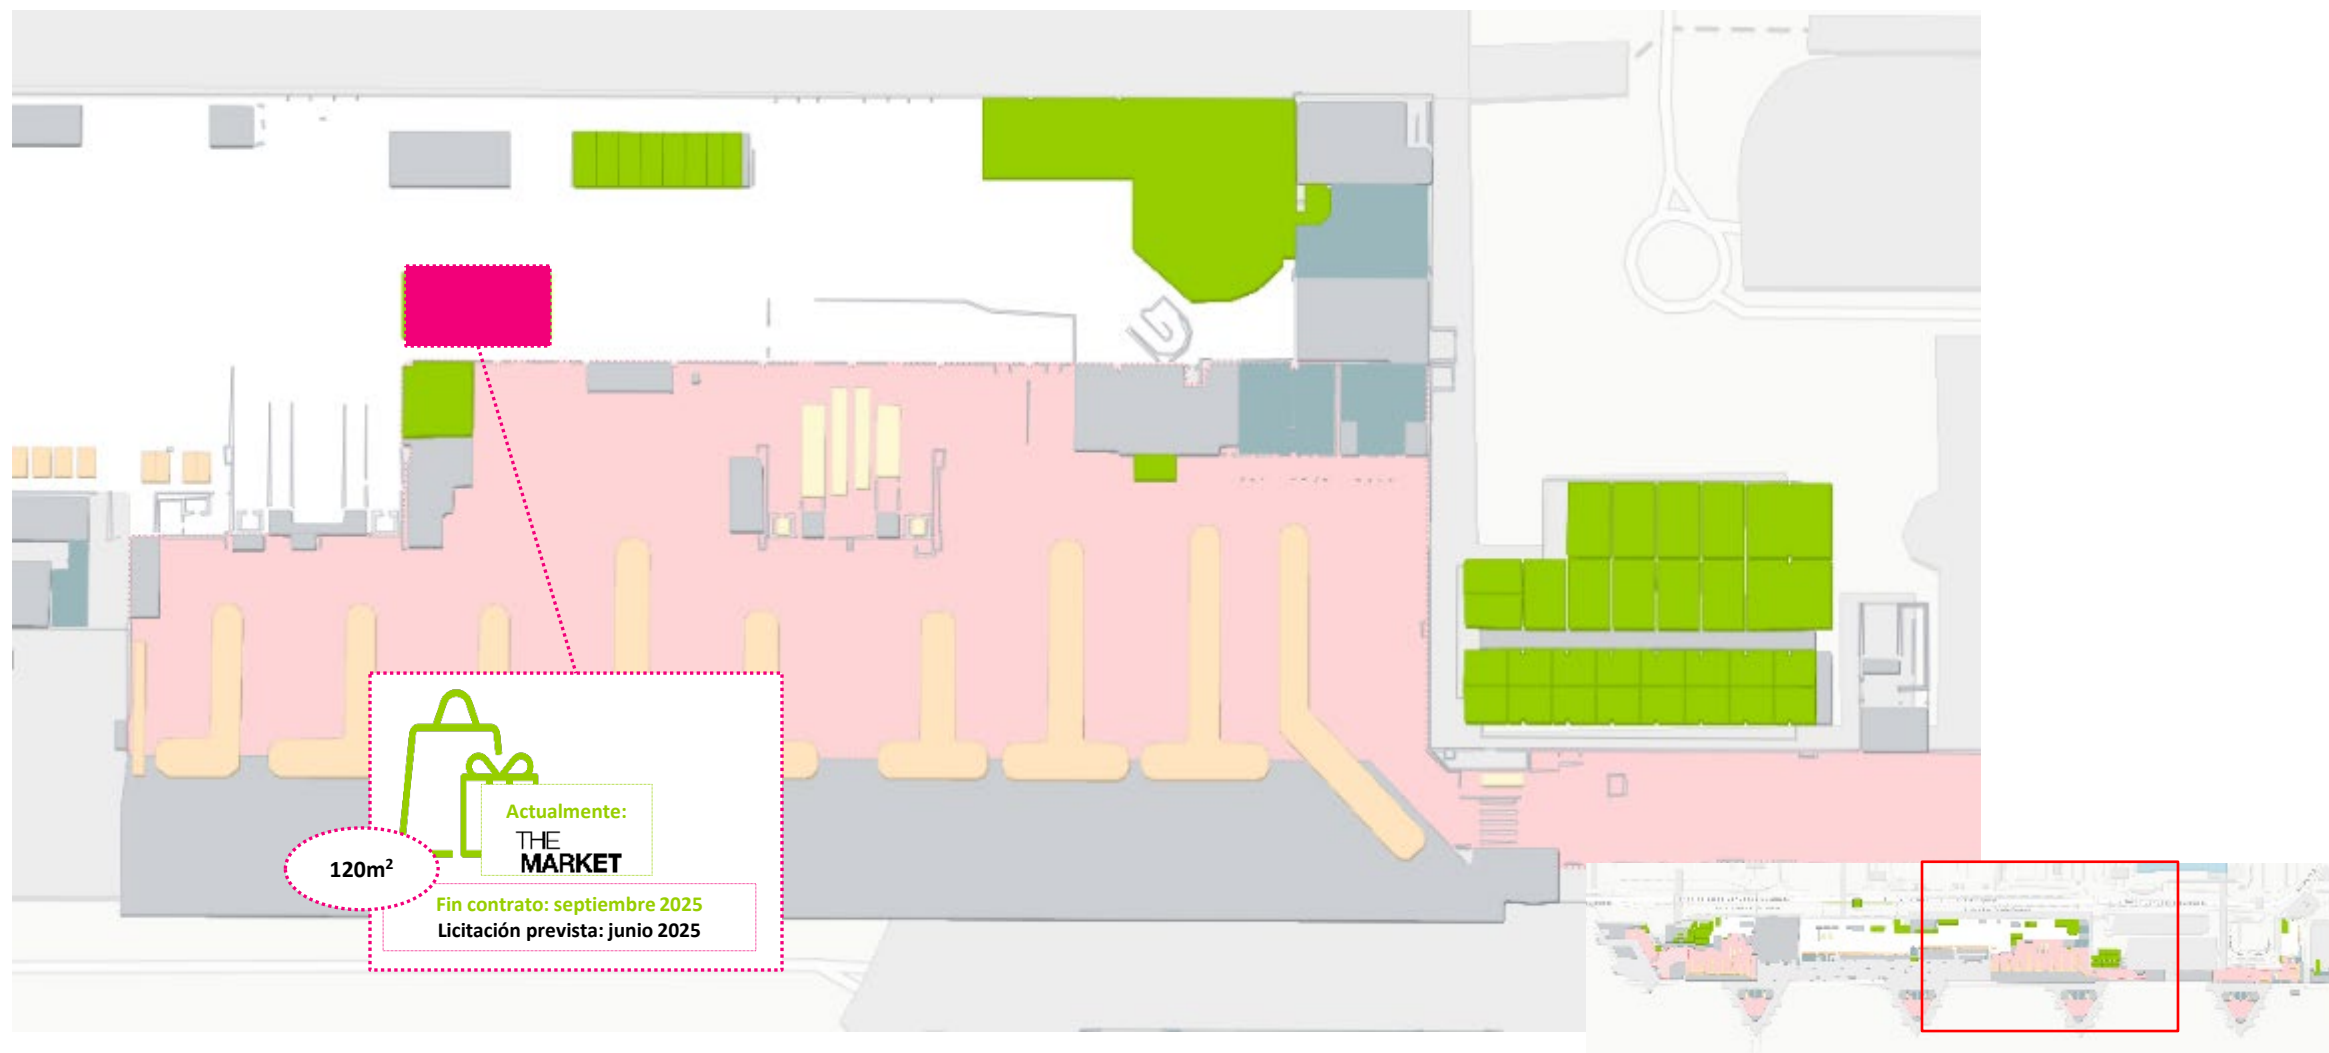 Actualmente:
THE
MARKET
120m²
Fin contrato: septiembre 2025
Licitación prevista: junio 2025